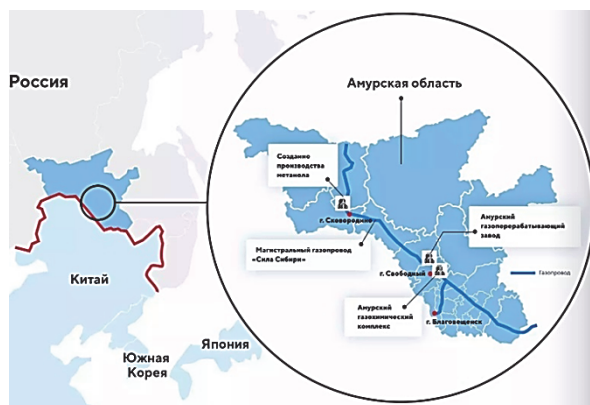 Россия
Китай
Южная
Корея
Япония
Амурская область
Создание
производства
метанола
г. Сковородино
Магистральный газопровод
«Сила Сибири»
Амурский
газоперерабатывающий
завод
г. Свободный
Газопровод
Амурский
газохимический
комплекс
г. Благовещенск